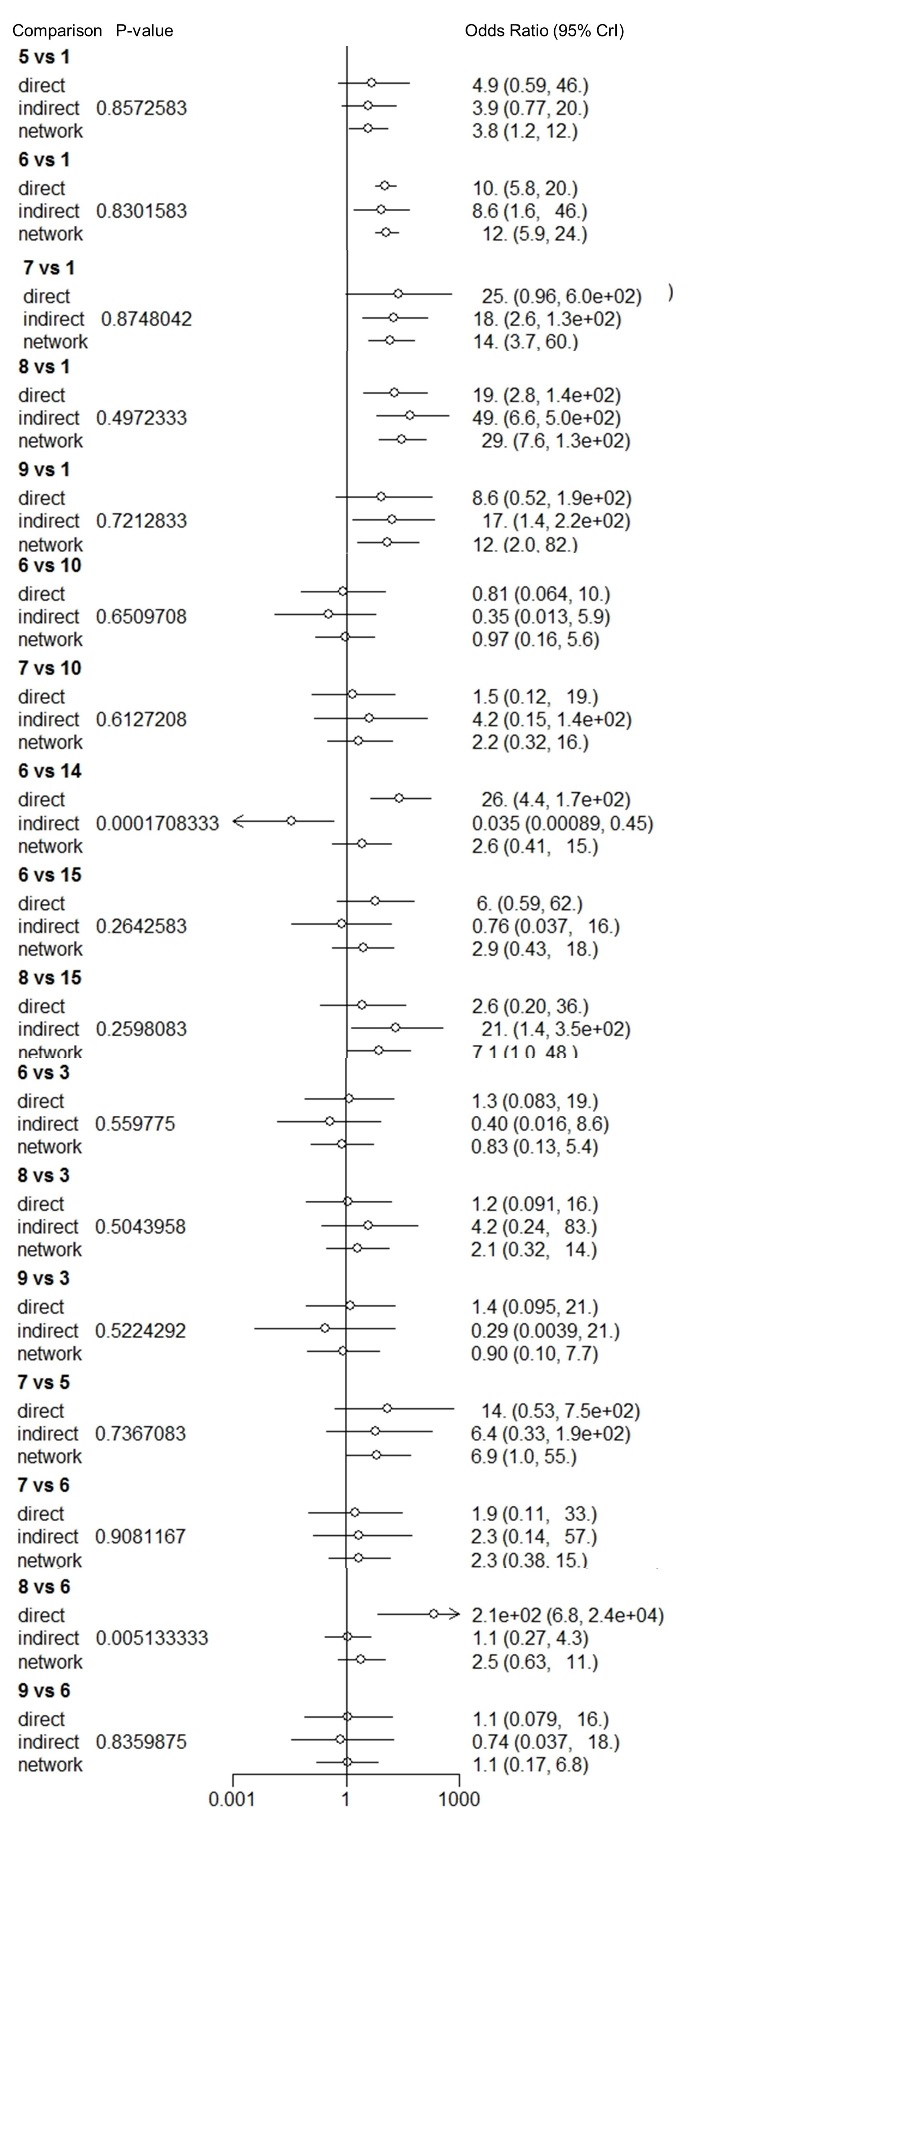 Comparison P-value Odds Ratio (95% CrI)
5 vs 1
direct 4.9 (0.59, 46.)
indirect 0.8572583 3.9 (0.77, 20.)
network 3.8 (1.2, 12.)
6 vs 1
direct 10. (5.8, 20.)
indirect 0.8301583 8.6 (1.6, 46.)
network 12. (5.9, 24.)
7 vs 1
direct 25. (0.96, 6.0e+02) )
indirect 0.8748042 18. (2.6, 1.3e+02)
network 14. (3.7, 60.)
8 vs 1
direct 19. (2.8, 1.4e+02)
indirect 0.4972333 49. (6.6, 5.0e+02)
network 29. (7.6, 1.3e+02)
9 vs 1
direct 8.6 (0.52, 1.9e+02)
indirect 0.7212833 17. (1.4, 2.2e+02)
network 12. (2.0, 82.)
6 vs 10
direct 0.81 (0.064, 10.)
indirect 0.6509708 0.35 (0.013, 5.9)
network 0.97 (0.16, 5.6)
7 vs 10
direct 1.5 (0.12, 19.)
indirect 0.6127208 4.2 (0.15, 1.4e+02)
network 2.2 (0.32, 16.)
6 vs 14
direct 26. (4.4, 1.7e+02)
indirect 0.0001708333 0.035 (0.00089, 0.45)
network 2.6 (0.41, 15.)
6 vs 15
direct 6. (0.59, 62.)
indirect 0.2642583 0.76 (0.037, 16.)
network 2.9 (0.43, 18.)
8 vs 15
direct 2.6 (0.20, 36.)
indirect 0.2598083 21. (1.4, 3.5e+02)
network 7.1 (1.0, 48.)
6 vs 3
direct 1.3 (0.083, 19.)
indirect 0.559775 0.40 (0.016, 8.6)
network 0.83 (0.13, 5.4)
8 vs 3
direct 1.2 (0.091, 16.)
indirect 0.5043958 4.2 (0.24, 83.)
network 2.1 (0.32, 14.)
9 vs 3
direct 1.4 (0.095, 21.)
indirect 0.5224292 0.29 (0.0039, 21.)
network 0.90 (0.10, 7.7)
7 vs 5
direct 14. (0.53, 7.5e+02)
indirect 0.7367083 6.4 (0.33, 1.9e+02)
network 6.9 (1.0, 55.)
7 vs 6
direct 1.9 (0.11, 33.)
indirect 0.9081167 2.3 (0.14, 57.)
network 2.3 (0.38, 15.)
8 vs 6
direct 2.1e+02 (6.8, 2.4e+04)
indirect 0.005133333 1.1 (0.27, 4.3)
network 2.5 (0.63, 11.)
9 vs 6
direct 1.1 (0.079, 16.)
indirect 0.8359875 0.74 (0.037, 18.)
network 1.1 (0.17, 6.8)
0.001 1 1000